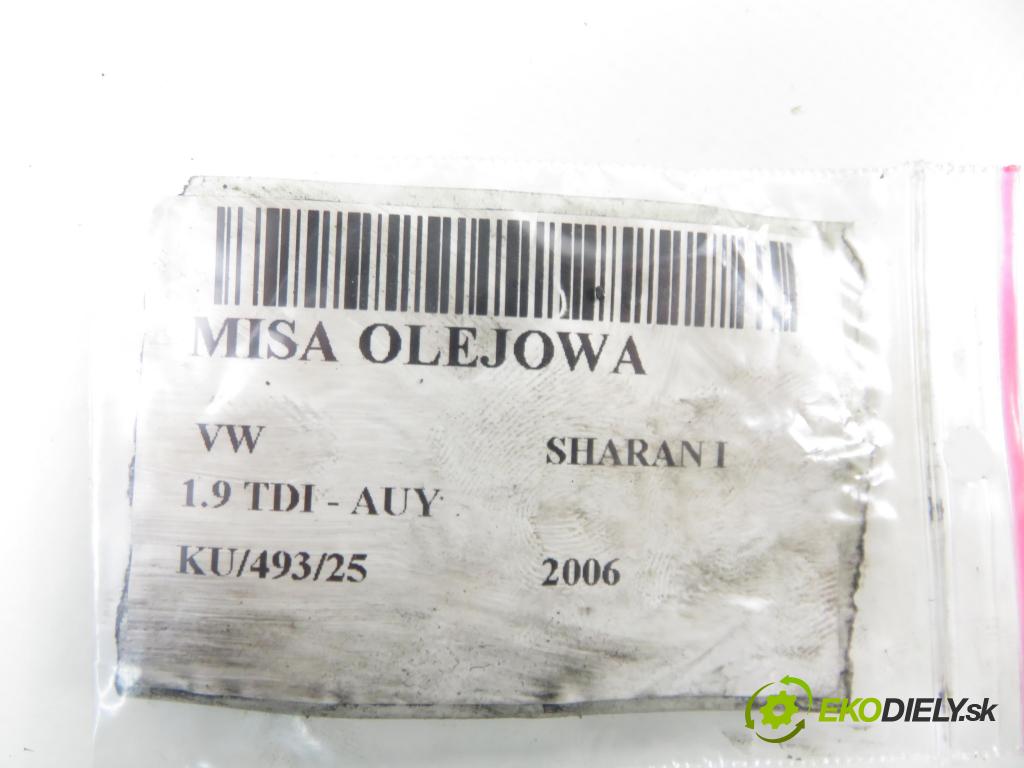 MISA OLEJOWA
VW SHARAN I
1.9 TDI - AUY
KU/493/25 2006
EKODIELY.sk